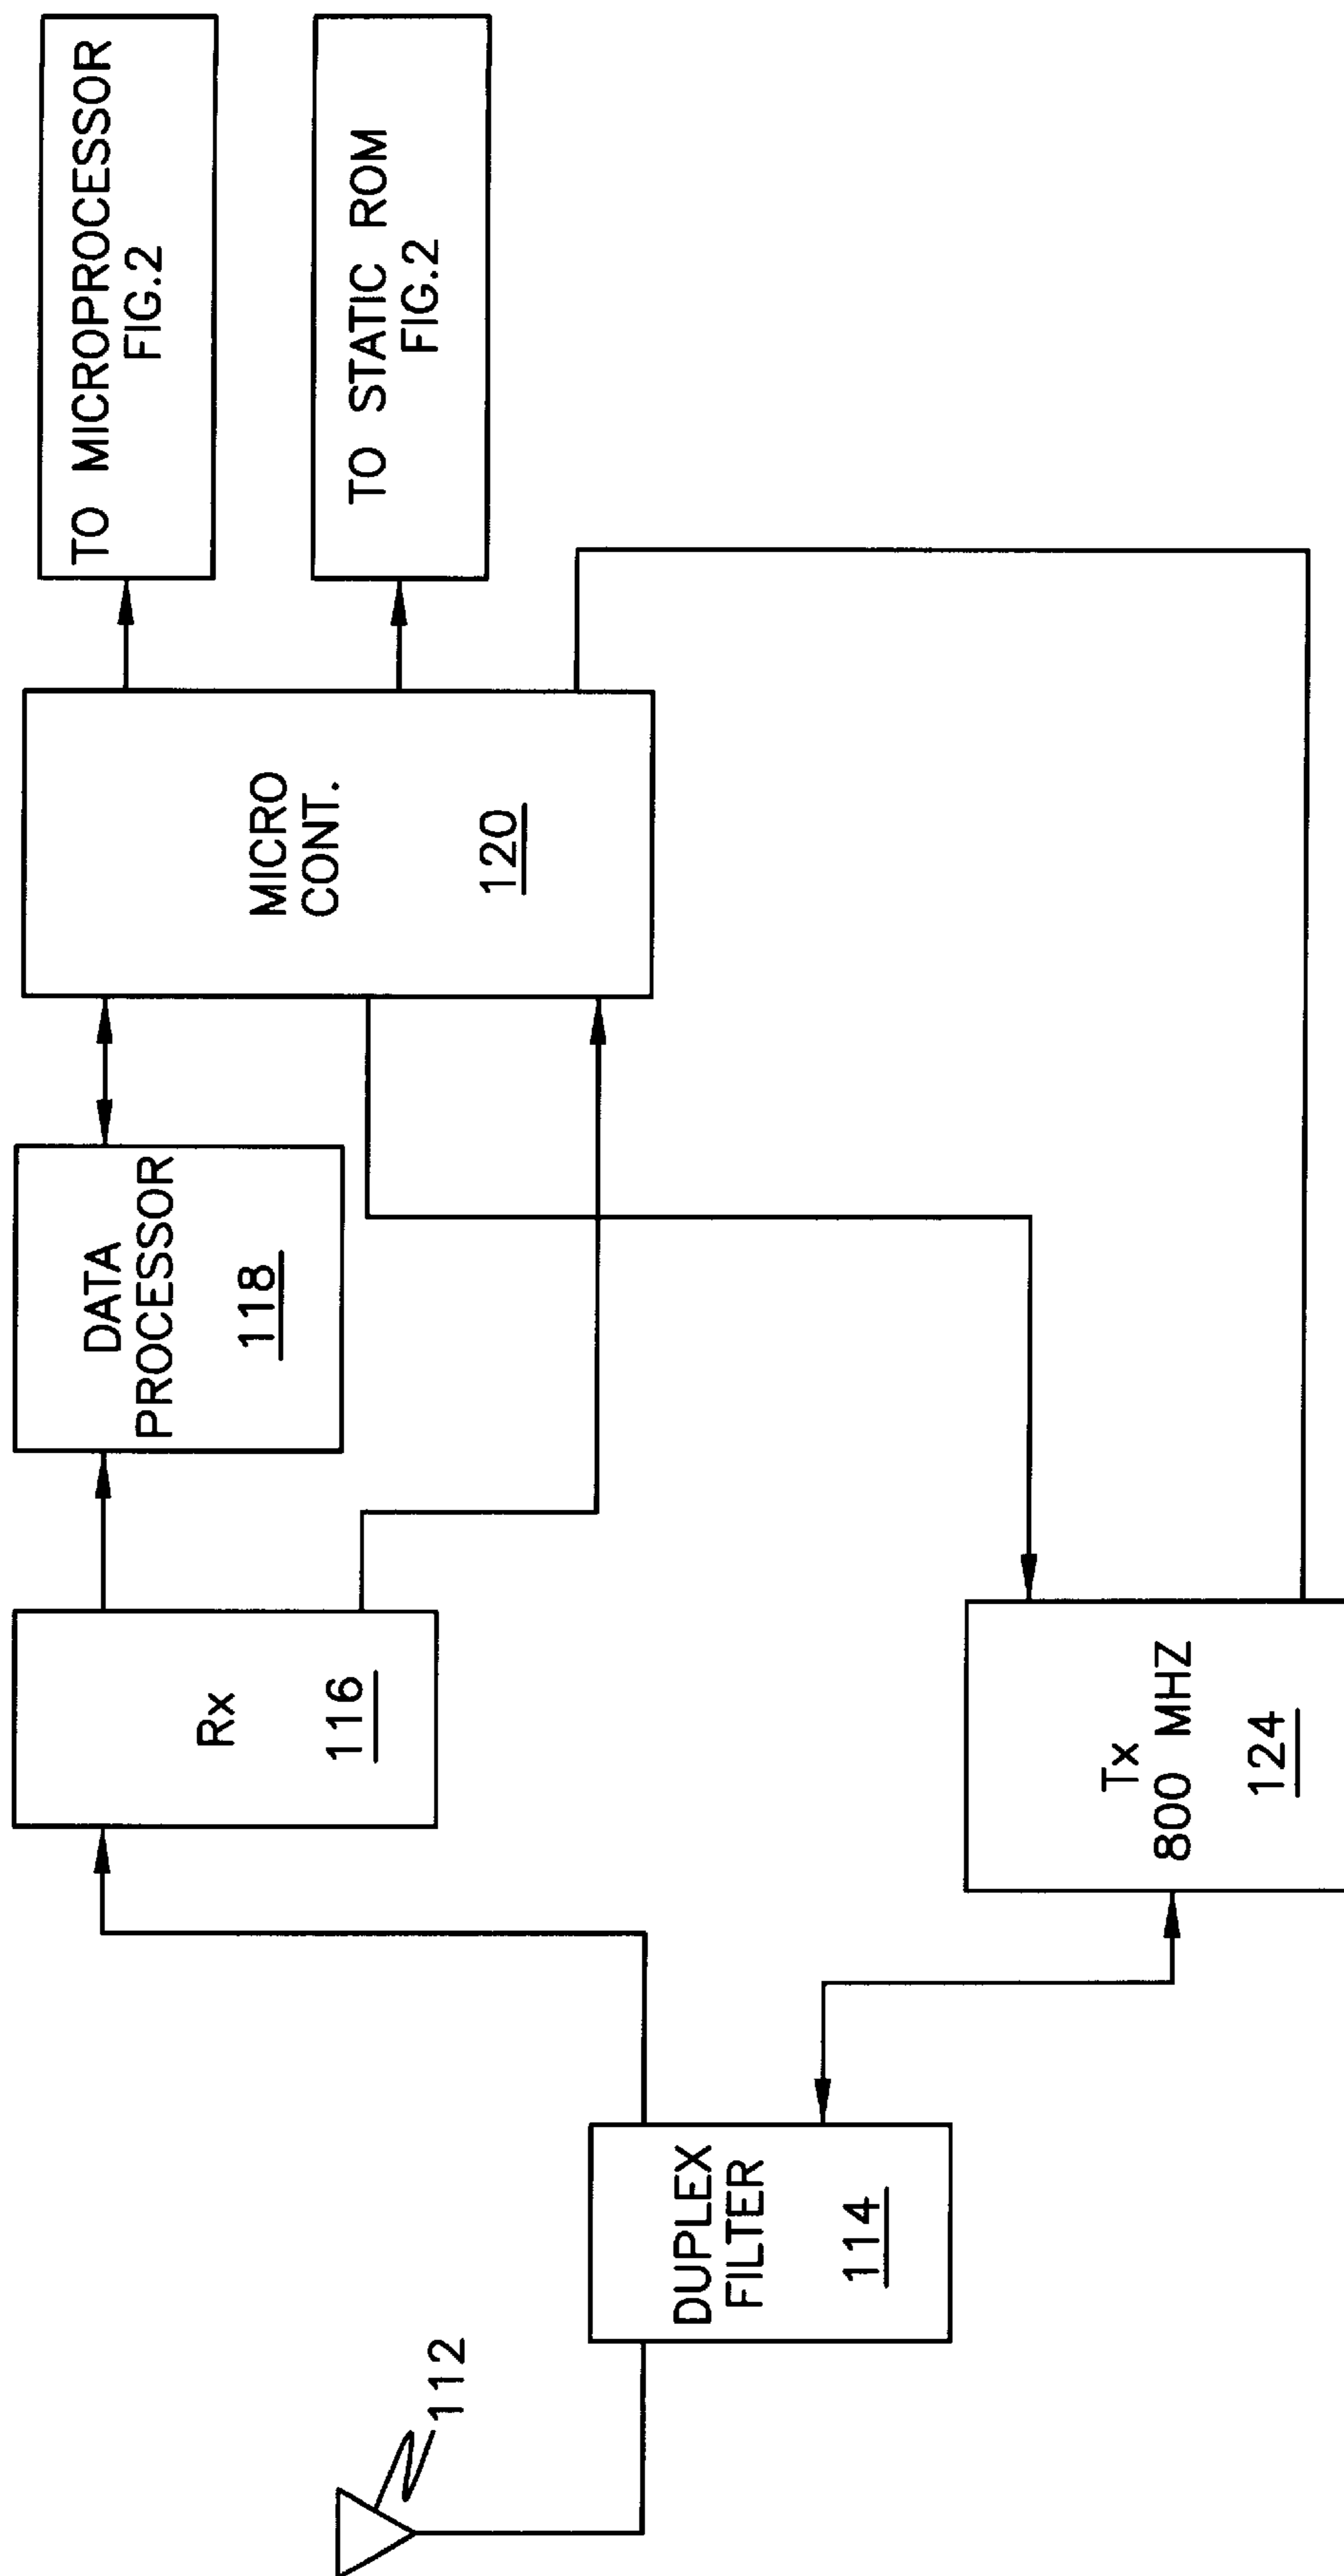 112
DUPLEX
FILTER
114
Rx
116
DATA
PROCESSOR
118
MICRO
CONT.
120
TO MICROPROCESSOR
FIG.2
TO STATIC ROM
FIG.2
Tx
800 MHZ
124